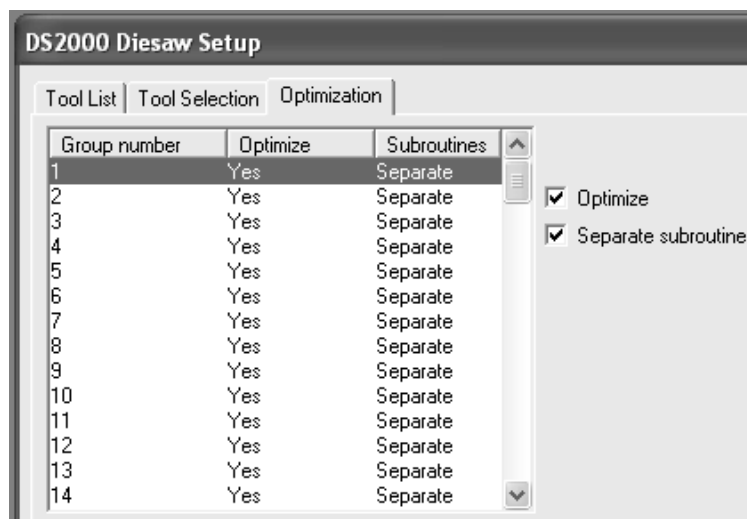 DS2000 Diesaw Setup
Tool List Tool Selection Optimization
Group number Optimize Subroutines
1 Yes Separate
2 Yes Separate
3 Yes Separate
4 Yes Separate
5 Yes Separate
6 Yes Separate
7 Yes Separate
8 Yes Separate
9 Yes Separate
10 Yes Separate
11 Yes Separate
12 Yes Separate
13 Yes Separate
14 Yes Separate
Optimize
Separate subroutine